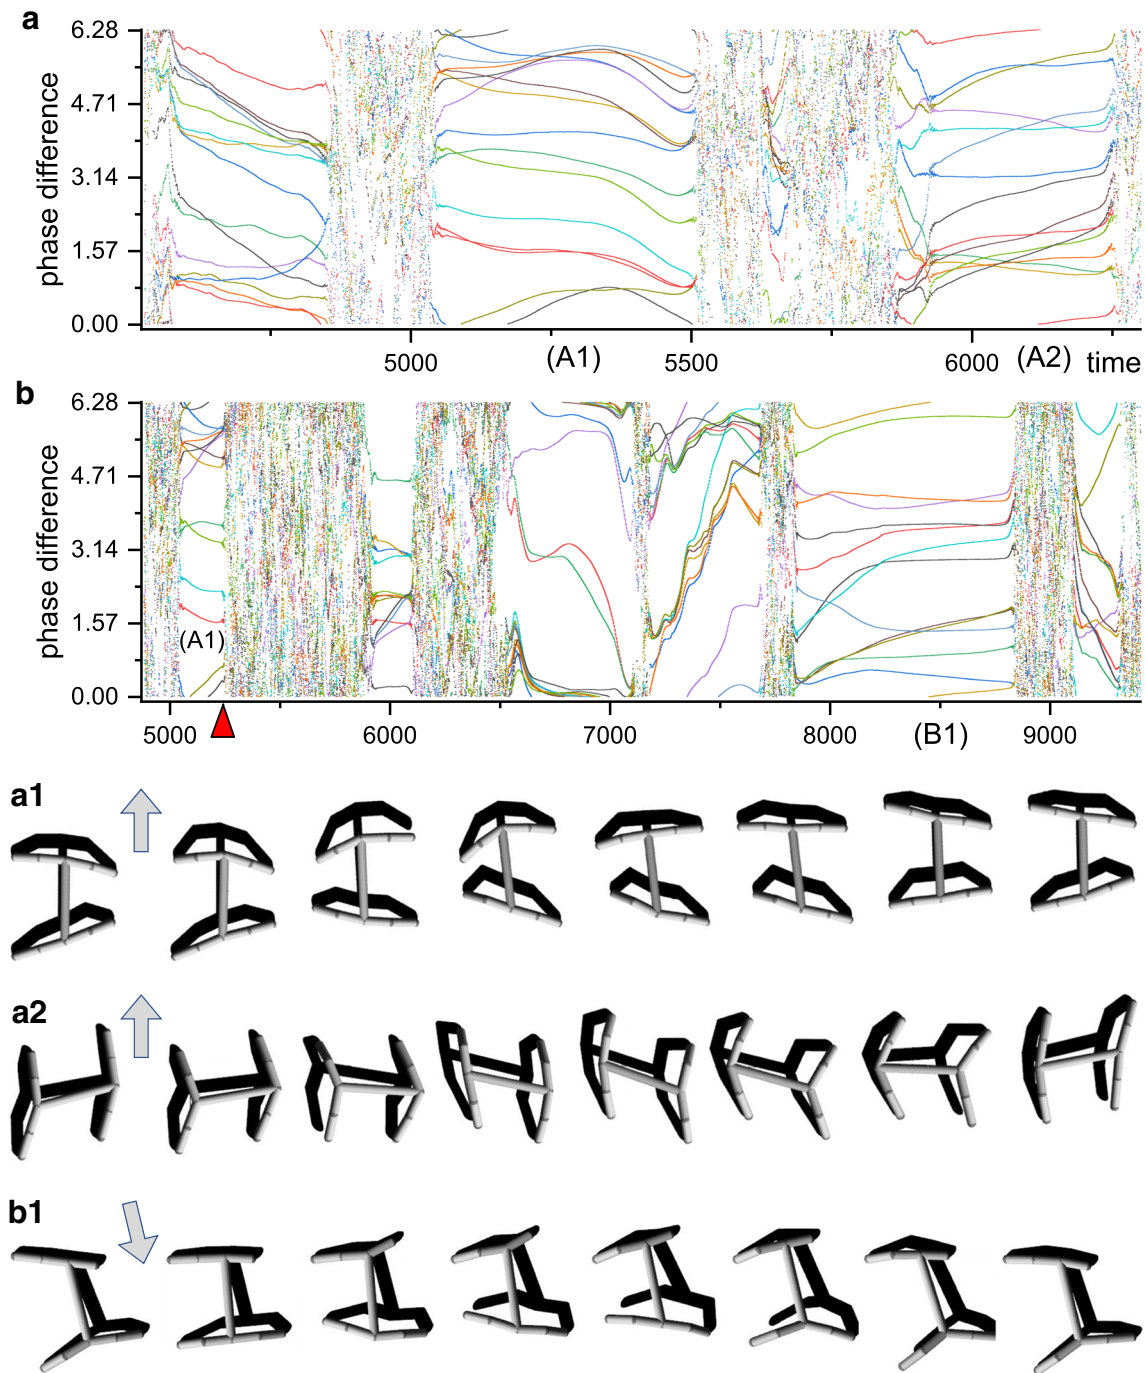 a
6.28
4.71
3.14
1.57
0.00
phase difference
5000 (A1) 5500 6000 (A2) time
b
6.28
4.71
3.14
1.57
0.00
phase difference
(A1)
5000 6000 7000 8000 (B1) 9000
a1
a2
b1